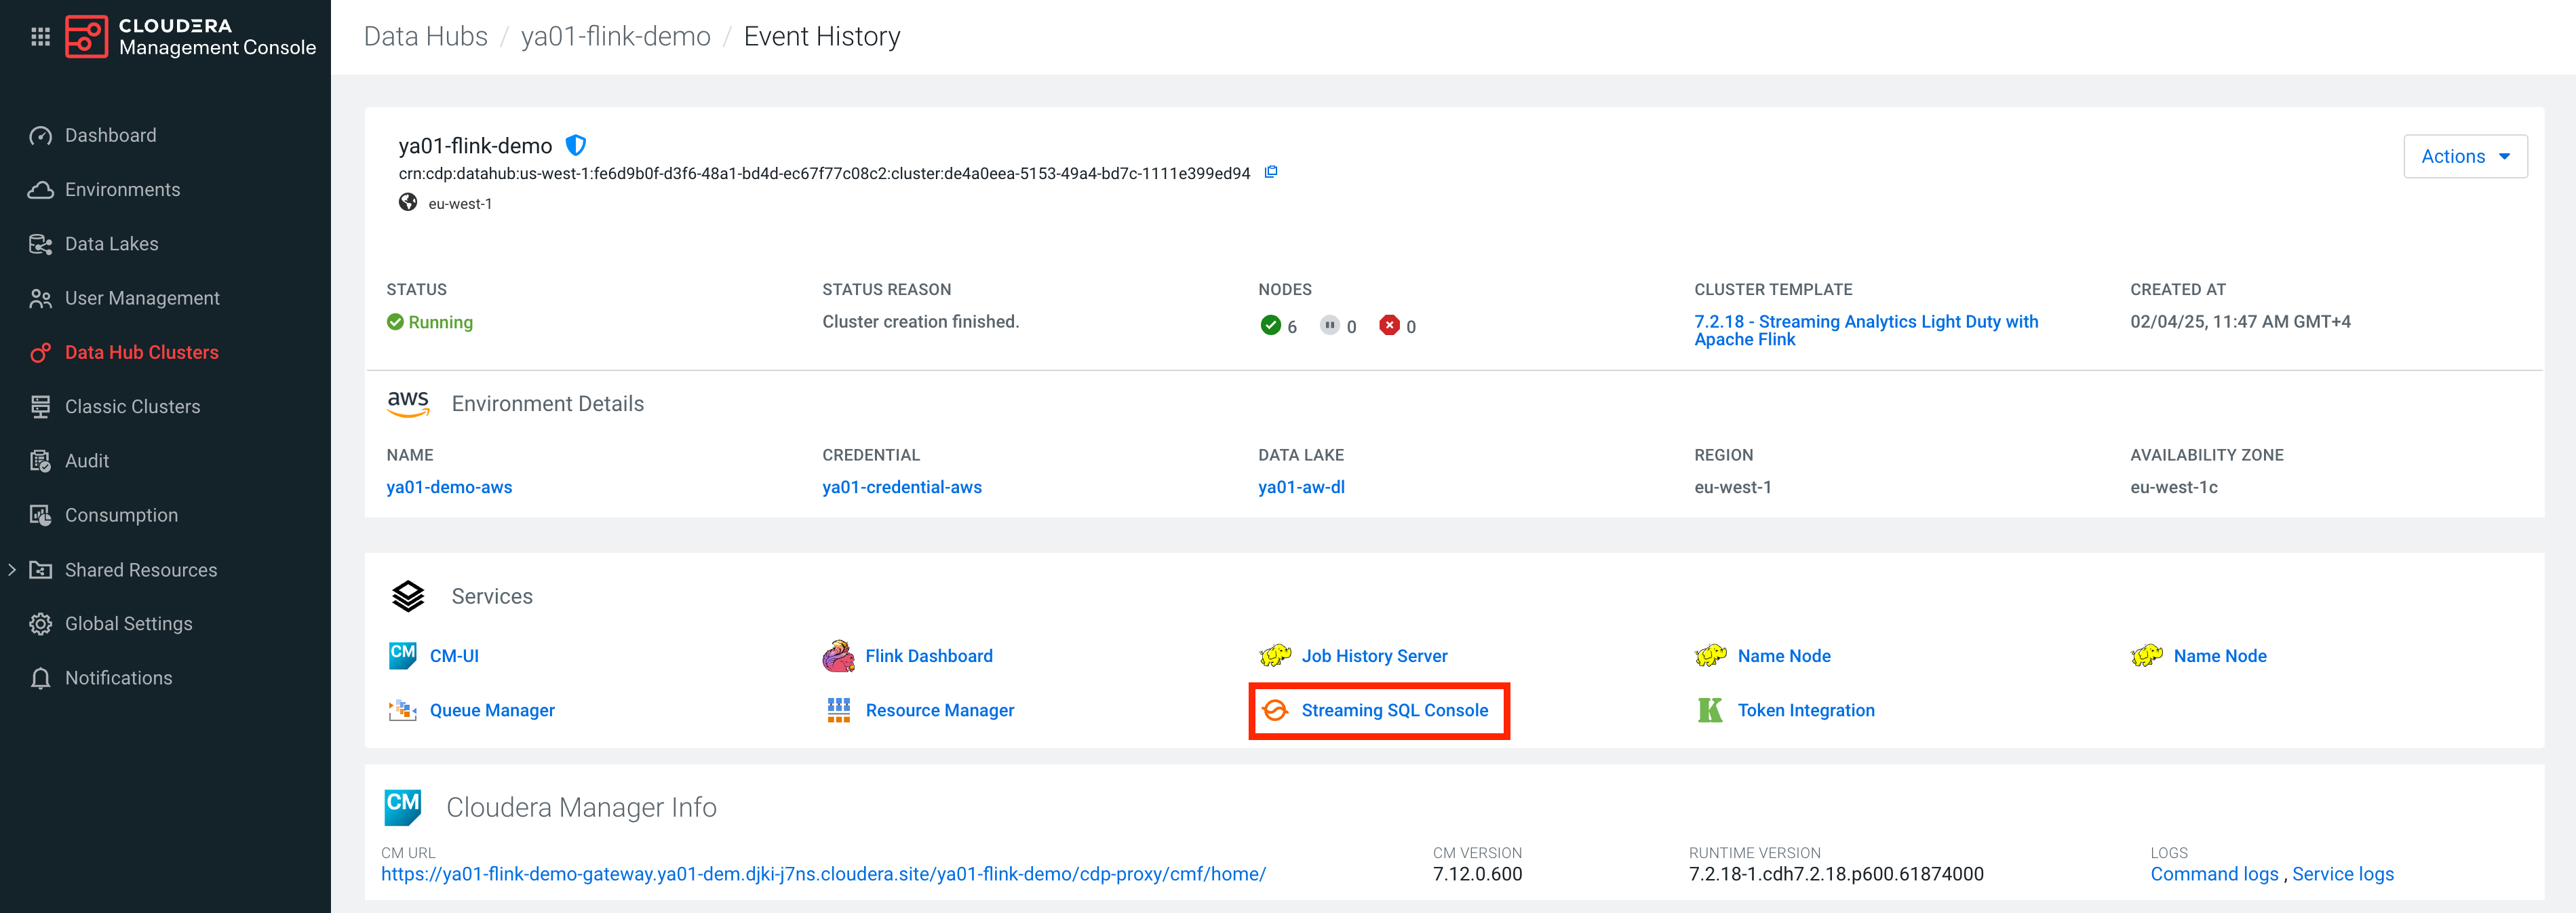 CLOUDERA
Management Console
Dashboard
Environments
Data Lakes
User Management
Data Hub Clusters
Classic Clusters
Audit
Consumption
Shared Resources
Global Settings
Notifications
Data Hubs / ya01-flink-demo / Event History
ya01-flink-demo
Actions
crn:cdp:datahub:us-west-1:fe6d9b0f-d3f6-48a1-bd4d-ec67f77c08c2:cluster:de4a0eea-5153-49a4-bd7c-1111e399ed94
eu-west-1
STATUS
Running
STATUS REASON
Cluster creation finished.
NODES
6 0 0
CLUSTER TEMPLATE
7.2.18 - Streaming Analytics Light Duty with
Apache Flink
CREATED AT
02/04/25, 11:47 AM GMT+4
aws Environment Details
NAME
ya01-demo-aws
CREDENTIAL
ya01-credential-aws
DATA LAKE
ya01-aw-dl
REGION
eu-west-1
AVAILABILITY ZONE
eu-west-1c
Services
CM CM-UI
Flink Dashboard
Job History Server
Name Node
Name Node
Queue Manager
Resource Manager
Streaming SQL Console
K Token Integration
CM Cloudera Manager Info
CM URL
https://ya01-flink-demo-gateway.ya01-dem.djki-j7ns.cloudera.site/ya01-flink-demo/cdp-proxy/cmf/home/
CM VERSION
7.12.0.600
RUNTIME VERSION
7.2.18-1.cdh7.2.18.p600.61874000
LOGS
Command logs , Service logs